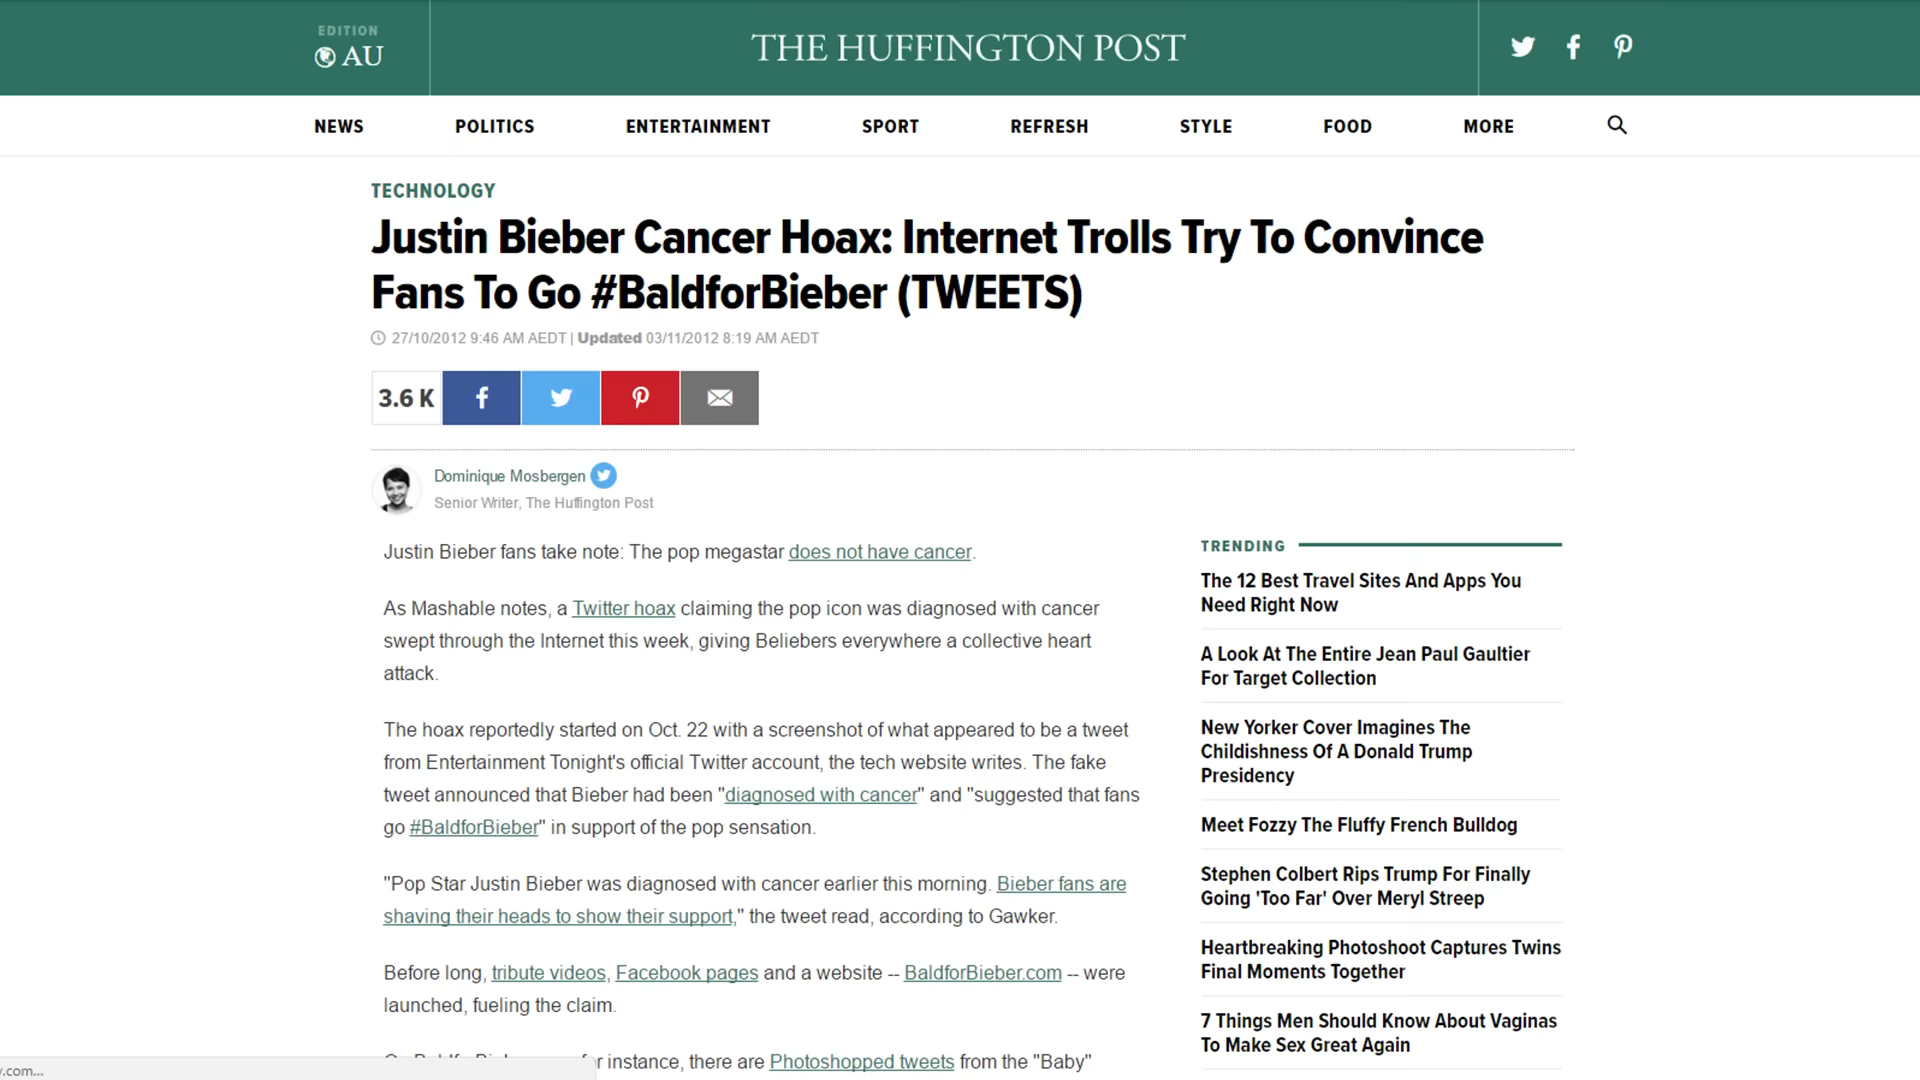 EDITION
AU
THE HUFFINGTON POST
NEWS POLITICS ENTERTAINMENT SPORT REFRESH STYLE FOOD MORE
TECHNOLOGY
Justin Bieber Cancer Hoax: Internet Trolls Try To Convince
Fans To Go #BaldforBieber (TWEETS)
27/10/2012 9:46 AM AEDT | Updated 03/11/2012 8:19 AM AEDT
3.6 K
Dominique Mosbergen
Senior Writer, The Huffington Post
Justin Bieber fans take note: The pop megastar does not have cancer.
As Mashable notes, a Twitter hoax claiming the pop icon was diagnosed with cancer
swept through the Internet this week, giving Beliebers everywhere a collective heart
attack.
The hoax reportedly started on Oct. 22 with a screenshot of what appeared to be a tweet
from Entertainment Tonight's official Twitter account, the tech website writes. The fake
tweet announced that Bieber had been "diagnosed with cancer" and "suggested that fans
go #BaldforBieber" in support of the pop sensation.
"Pop Star Justin Bieber was diagnosed with cancer earlier this morning. Bieber fans are
shaving their heads to show their support," the tweet read, according to Gawker.
Before long, tribute videos, Facebook pages and a website -- BaldforBieber.com -- were
launched, fueling the claim.
instance, there are Photoshopped tweets from the "Baby"
TRENDING
The 12 Best Travel Sites And Apps You
Need Right Now
A Look At The Entire Jean Paul Gaultier
For Target Collection
New Yorker Cover Imagines The
Childishness Of A Donald Trump
Presidency
Meet Fozzy The Fluffy French Bulldog
Stephen Colbert Rips Trump For Finally
Going 'Too Far' Over Meryl Streep
Heartbreaking Photoshoot Captures Twins
Final Moments Together
7 Things Men Should Know About Vaginas
To Make Sex Great Again
.com...